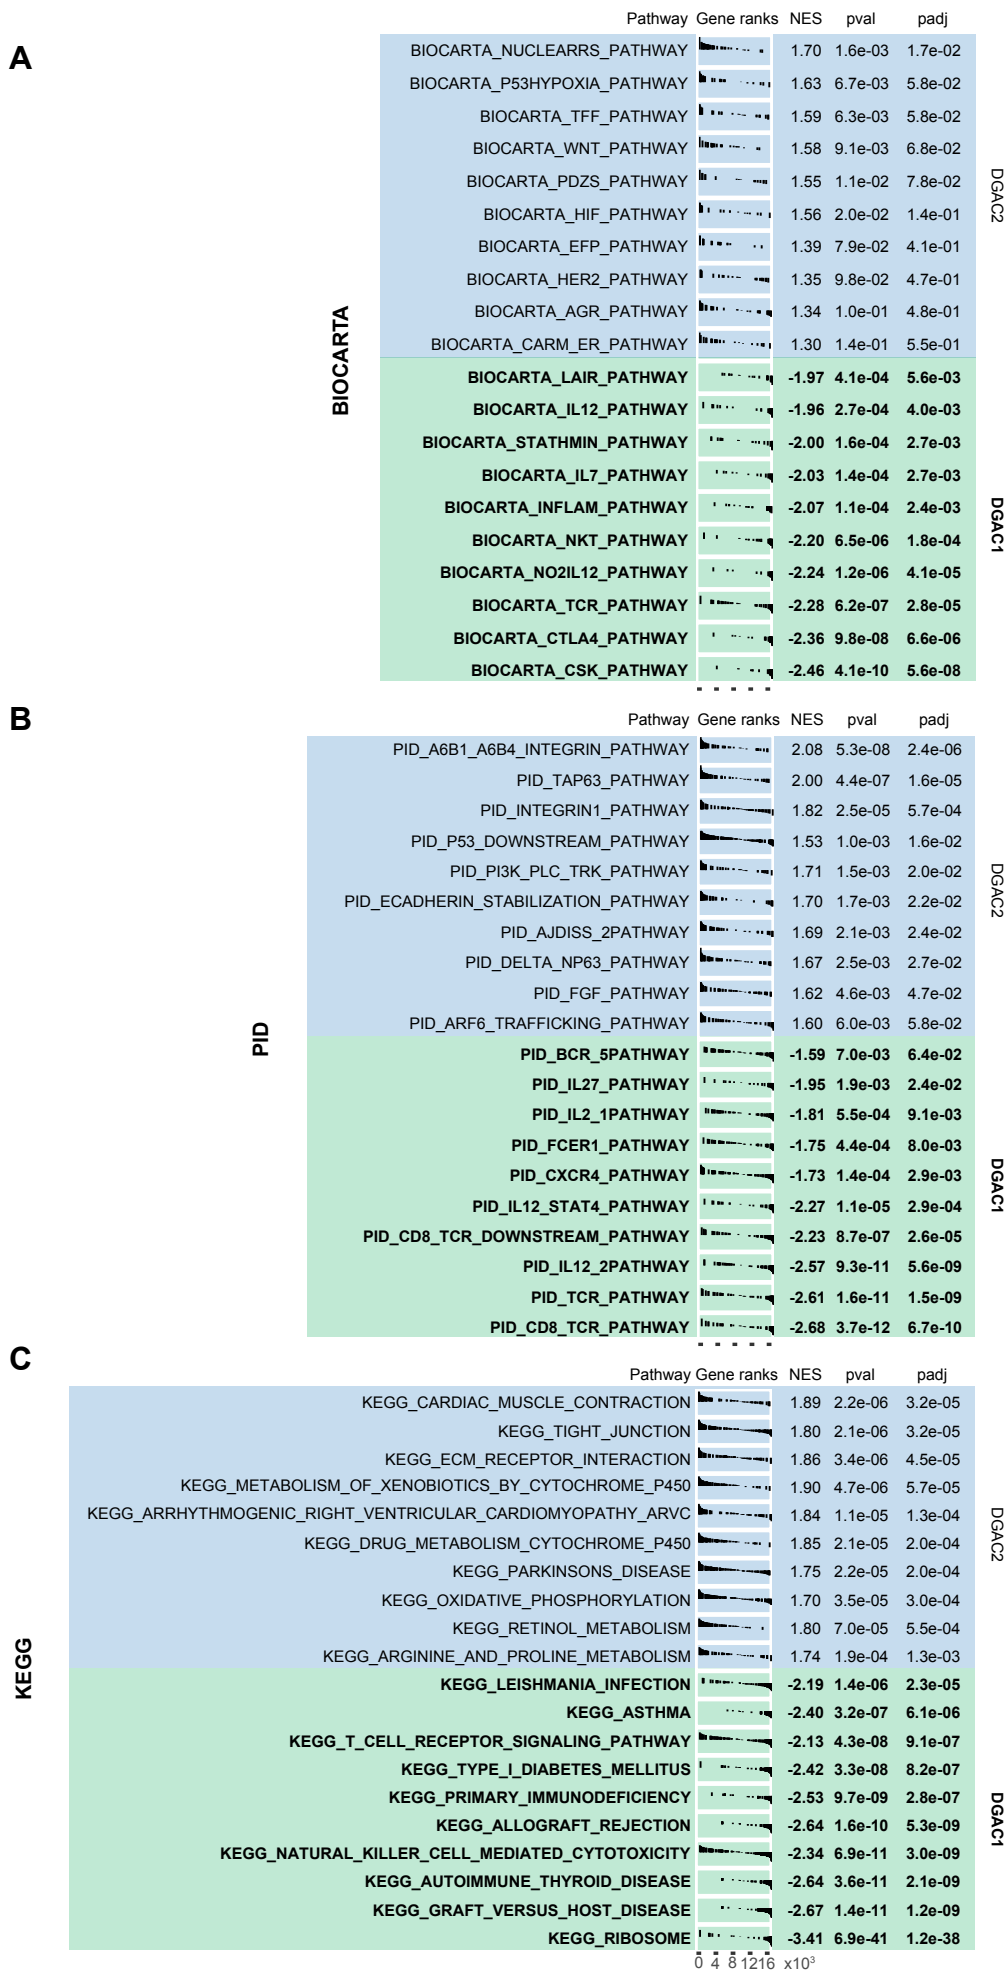 A
Pathway Gene ranks NES pval padj
BIOCARTA_NUCLEARRS_PATHWAY 1.70 1.6e-03 1.7e-02
BIOCARTA_P53HYPOXIA_PATHWAY 1.63 6.7e-03 5.8e-02
BIOCARTA_TFF_PATHWAY 1.59 6.3e-03 5.8e-02
BIOCARTA_WNT_PATHWAY 1.58 9.1e-03 6.8e-02
BIOCARTA_PDZS_PATHWAY 1.55 1.1e-02 7.8e-02
BIOCARTA_HIF_PATHWAY 1.56 2.0e-02 1.4e-01
BIOCARTA_EFP_PATHWAY 1.39 7.9e-02 4.1e-01
BIOCARTA_HER2_PATHWAY 1.35 9.8e-02 4.7e-01
BIOCARTA_AGR_PATHWAY 1.34 1.0e-01 4.8e-01
BIOCARTA_CARM_ER_PATHWAY 1.30 1.4e-01 5.5e-01
DGAC2
BIOCARTA
BIOCARTA_LAIR_PATHWAY -1.97 4.1e-04 5.6e-03
BIOCARTA_IL12_PATHWAY -1.96 2.7e-04 4.0e-03
BIOCARTA_STATHMIN_PATHWAY -2.00 1.6e-04 2.7e-03
BIOCARTA_IL7_PATHWAY -2.03 1.4e-04 2.7e-03
BIOCARTA_INFLAM_PATHWAY -2.07 1.1e-04 2.4e-03
BIOCARTA_NKT_PATHWAY -2.20 6.5e-06 1.8e-04
BIOCARTA_NO2IL12_PATHWAY -2.24 1.2e-06 4.1e-05
BIOCARTA_TCR_PATHWAY -2.28 6.2e-07 2.8e-05
BIOCARTA_CTLA4_PATHWAY -2.36 9.8e-08 6.6e-06
BIOCARTA_CSK_PATHWAY -2.46 4.1e-10 5.6e-08
DGAC1
B
Pathway Gene ranks NES pval padj
PID_A6B1_A6B4_INTEGRIN_PATHWAY 2.08 5.3e-08 2.4e-06
PID_TAP63_PATHWAY 2.00 4.4e-07 1.6e-05
PID_INTEGRIN1_PATHWAY 1.82 2.5e-05 5.7e-04
PID_P53_DOWNSTREAM_PATHWAY 1.53 1.0e-03 1.6e-02
PID_PI3K_PLC_TRK_PATHWAY 1.71 1.5e-03 2.0e-02
PID_ECADHERIN_STABILIZATION_PATHWAY 1.70 1.7e-03 2.2e-02
PID_AJDISS_2PATHWAY 1.69 2.1e-03 2.4e-02
PID_DELTA_NP63_PATHWAY 1.67 2.5e-03 2.7e-02
PID_FGF_PATHWAY 1.62 4.6e-03 4.7e-02
PID_ARF6_TRAFFICKING_PATHWAY 1.60 6.0e-03 5.8e-02
DGAC2
PID
PID_BCR_5PATHWAY -1.59 7.0e-03 6.4e-02
PID_IL27_PATHWAY -1.95 1.9e-03 2.4e-02
PID_IL2_1PATHWAY -1.81 5.5e-04 9.1e-03
PID_FCER1_PATHWAY -1.75 4.4e-04 8.0e-03
PID_CXCR4_PATHWAY -1.73 1.4e-04 2.9e-03
PID_IL12_STAT4_PATHWAY -2.27 1.1e-05 2.9e-04
PID_CD8_TCR_DOWNSTREAM_PATHWAY -2.23 8.7e-07 2.6e-05
PID_IL12_2PATHWAY -2.57 9.3e-11 5.6e-09
PID_TCR_PATHWAY -2.61 1.6e-11 1.5e-09
PID_CD8_TCR_PATHWAY -2.68 3.7e-12 6.7e-10
DGAC1
C
Pathway Gene ranks NES pval padj
KEGG_CARDIAC_MUSCLE_CONTRACTION 1.89 2.2e-06 3.2e-05
KEGG_TIGHT_JUNCTION 1.80 2.1e-06 3.2e-05
KEGG_ECM_RECEPTOR_INTERACTION 1.86 3.4e-06 4.5e-05
KEGG_METABOLISM_OF_XENOBIOTICS_BY_CYTOCHROME_P450 1.90 4.7e-06 5.7e-05
KEGG_ARRHYTHMOGENIC_RIGHT_VENTRICULAR_CARDIOMYOPATHY_ARVC 1.84 1.1e-05 1.3e-04
KEGG_DRUG_METABOLISM_CYTOCHROME_P450 1.85 2.1e-05 2.0e-04
KEGG_PARKINSONS_DISEASE 1.75 2.2e-05 2.0e-04
KEGG_OXIDATIVE_PHOSPHORYLATION 1.70 3.5e-05 3.0e-04
KEGG_RETINOL_METABOLISM 1.80 7.0e-05 5.5e-04
KEGG_ARGININE_AND_PROLINE_METABOLISM 1.74 1.9e-04 1.3e-03
DGAC2
KEGG
KEGG_LEISHMANIA_INFECTION -2.19 1.4e-06 2.3e-05
KEGG_ASTHMA -2.40 3.2e-07 6.1e-06
KEGG_T_CELL_RECEPTOR_SIGNALING_PATHWAY -2.13 4.3e-08 9.1e-07
KEGG_TYPE_I_DIABETES_MELLITUS -2.42 3.3e-08 8.2e-07
KEGG_PRIMARY_IMMUNODEFICIENCY -2.53 9.7e-09 2.8e-07
KEGG_ALLOGRAFT_REJECTION -2.64 1.6e-10 5.3e-09
KEGG_NATURAL_KILLER_CELL_MEDIATED_CYTOTOXICITY -2.34 6.9e-11 3.0e-09
KEGG_AUTOIMMUNE_THYROID_DISEASE -2.64 3.6e-11 2.1e-09
KEGG_GRAFT_VERSUS_HOST_DISEASE -2.67 1.4e-11 1.2e-09
KEGG_RIBOSOME -3.41 6.9e-41 1.2e-38
DGAC1
0 4 8 12 16 x10³